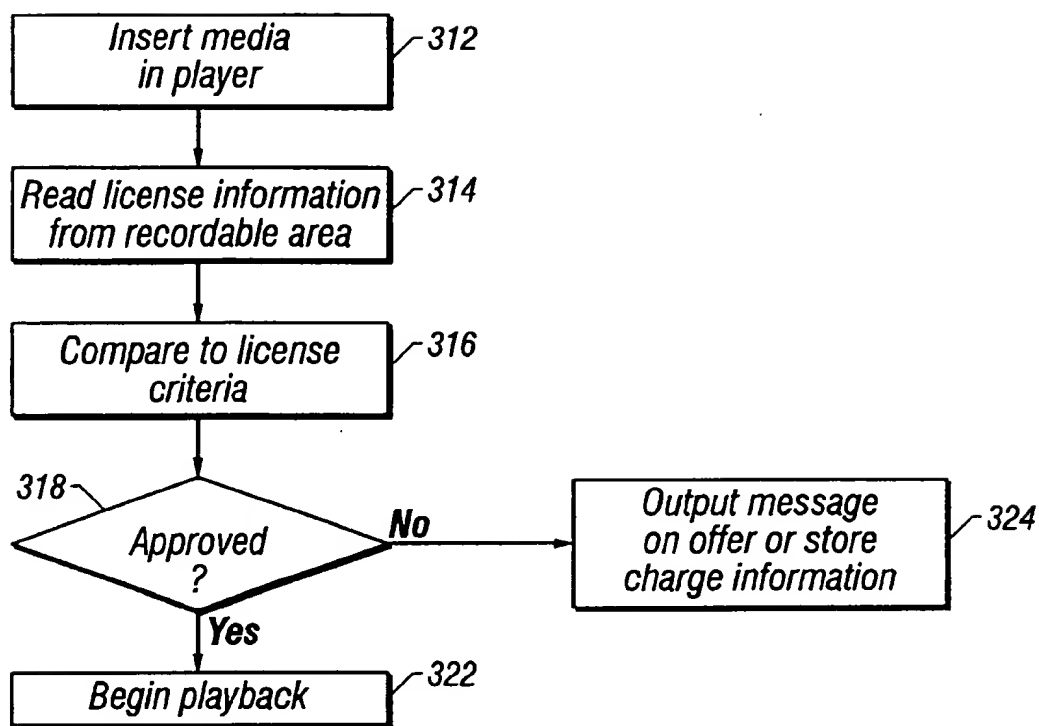 Insert media
in player
312
Read license information
from recordable area
314
Compare to license
criteria
316
318
Approved
?
No
Output message
on offer or store
charge information
324
Yes
Begin playback
322